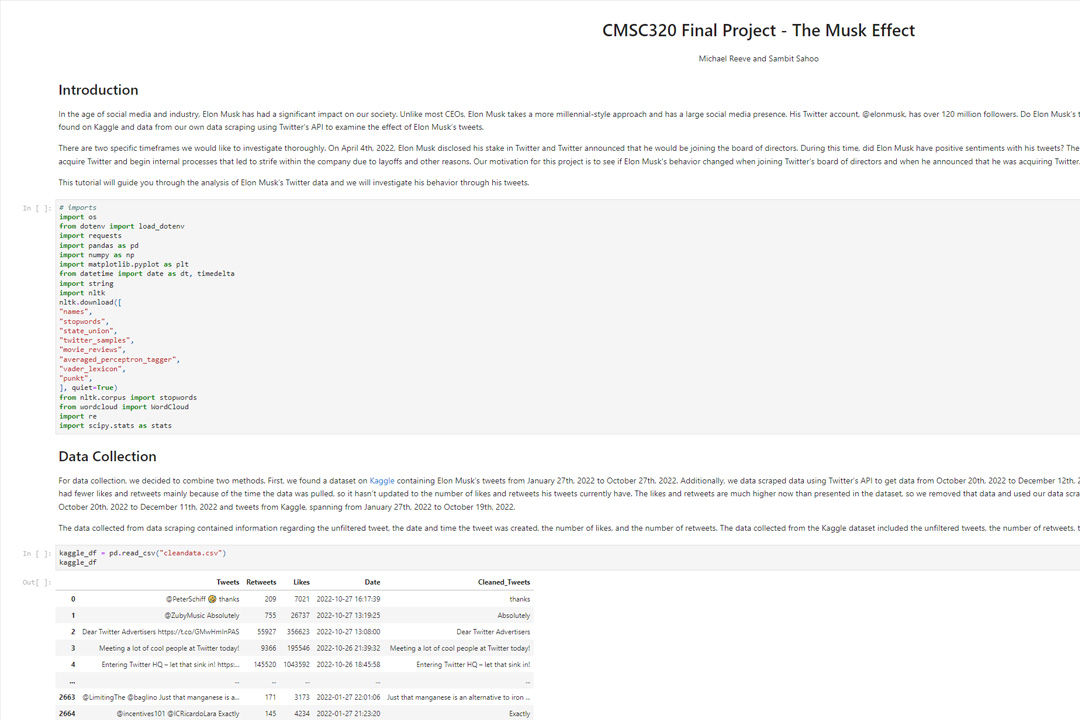 CMSC320 Final Project - The Musk Effect
Michael Reeve and Sambit Sahoo
Introduction
In the age of social media and industry, Elon Musk has had a significant impact on our society. Unlike most CEOs, Elon Musk takes a more millennial-style approach and has a large social media presence. His Twitter account, @elonmusk, has over 120 million followers. Do Elon Musk's t
found on Kaggle and data from our own data scraping using Twitter's API to examine the effect of Elon Musk's tweets.
There are two specific timeframes we would like to investigate thoroughly. On April 4th, 2022, Elon Musk disclosed his stake in Twitter and Twitter announced that he would be joining the board of directors. During this time, did Elon Musk have positive sentiments with his tweets? The
acquire Twitter and begin internal processes that led to strife within the company due to layoffs and other reasons. Our motivation for this project is to see if Elon Musk's behavior changed when joining Twitter's board of directors and when he announced that he was acquiring Twitter.
This tutorial will guide you through the analysis of Elon Musk's Twitter data and we will investigate his behavior through his tweets.
In [ ]: # imports
import os
from dotenv import load_dotenv
import requests
import pandas as pd
import numpy as np
import matplotlib.pyplot as plt
from datetime import date as dt, timedelta
import string
import nltk
nltk.download([
"names",
"stopwords",
"state_union",
"twitter_samples",
"movie_reviews",
"averaged_perceptron_tagger",
"vader_lexicon",
"punkt",
], quiet=True)
from nltk.corpus import stopwords
from wordcloud import WordCloud
import re
import scipy.stats as stats
Data Collection
For data collection, we decided to combine two methods. First, we found a dataset on Kaggle containing Elon Musk's tweets from January 27th, 2022 to October 27th, 2022. Additionally, we scraped data using Twitter's API to get data from October 20th, 2022 to December 12th, 2
had fewer likes and retweets mainly because of the time the data was pulled, so it hasn't updated to the number of likes and retweets his tweets currently have. The likes and retweets are much higher now than presented in the dataset, so we removed that data and used our data scra
October 20th, 2022 to December 11th, 2022 and tweets from Kaggle, spanning from January 27th, 2022 to October 19th, 2022.
The data collected from data scraping contained information regarding the unfiltered tweet, the date and time the tweet was created, the number of likes, and the number of retweets. The data collected from the Kaggle dataset included the unfiltered tweets, the number of retweets, t
In [ ]: kaggle_df = pd.read_csv("cleandata.csv")
kaggle_df
Out[ ]: Tweets Retweets Likes Date Cleaned_Tweets
0 @PeterSchiff 🤣 thanks 209 7021 2022-10-27 16:17:39 thanks
1 @ZubyMusic Absolutely 755 26737 2022-10-27 13:19:25 Absolutely
2 Dear Twitter Advertisers https://t.co/GMwHmInPAS 55927 356623 2022-10-27 13:08:00 Dear Twitter Advertisers
3 Meeting a lot of cool people at Twitter today! 9366 195546 2022-10-26 21:39:32 Meeting a lot of cool people at Twitter today!
4 Entering Twitter HQ – let that sink in! https:... 145520 1043592 2022-10-26 18:45:58 Entering Twitter HQ – let that sink in!
... ... ... ... ... ...
2663 @LimitingThe @baglino Just that manganese is a... 171 3173 2022-01-27 22:01:06 Just that manganese is an alternative to iron ...
2664 @incentives101 @ICRicardoLara Exactly 145 4234 2022-01-27 21:23:20 Exactly